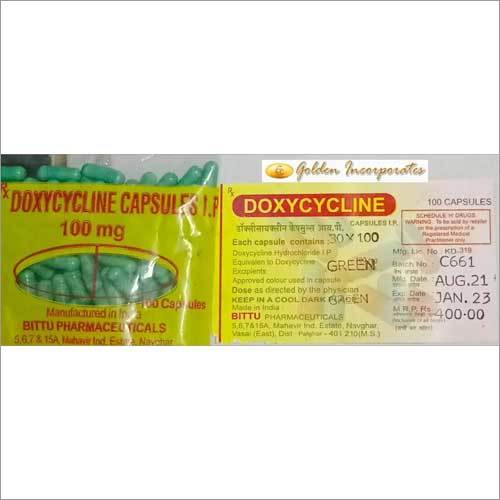 Golden Incorporates
Rx
DOXYCYCLINE CAPSULES I.P
100 mg
100 Capsules
Manufactured in India
BITTU PHARMACEUTICALS
5,6,7 & 15A, Mahavir Ind. Estate, Navghar
Rx
DOXYCYCLINE
CAPSULES I.P.
Each capsule contains : 30 X 100
Doxycycline Hydrochloride I.P
Equivalent to Doxycycline
Excipients GREEN
Approved colour used in capsule
KEEP IN A COOL DARK GREEN
Dose as directed by the physician
Made in India
BITTU PHARMACEUTICALS
5,6,7&15A, Mahavir Ind. Estate, Navghar,
Vasai (East), Dist : Palghar - 401 210(M.S.)
100 CAPSULES
SCHEDULE 'H' DRUGS
WARNING : To be sold by retailer
on the prescription of a
Registered Medical
Practitioner only
Mfg. Lic. No : KD-319
Batch No : C661
Mfg. Date : AUG.21
Exp. Date : JAN. 23
M.R.P. Rs. 400-00